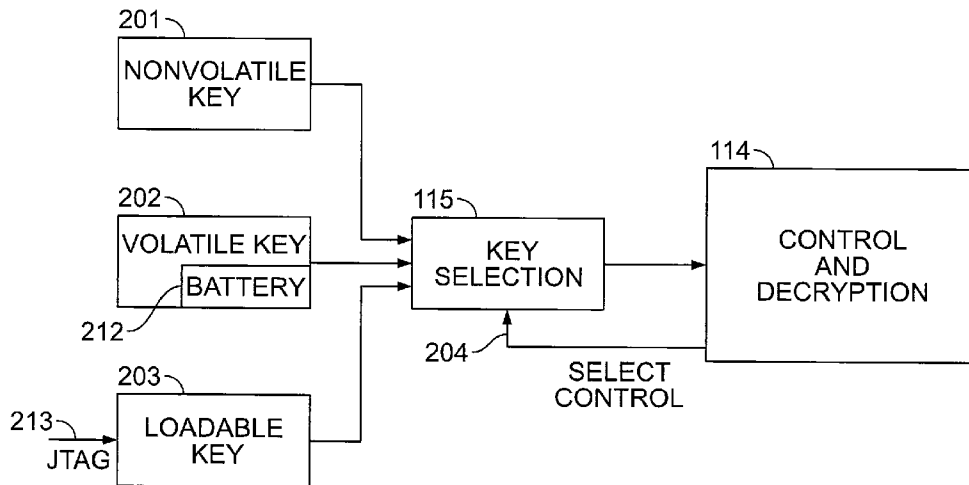 201
NONVOLATILE
KEY
202
VOLATILE KEY
BATTERY
212
203
LOADABLE
KEY
213
JTAG
115
KEY
SELECTION
204
SELECT
CONTROL
114
CONTROL
AND
DECRYPTION